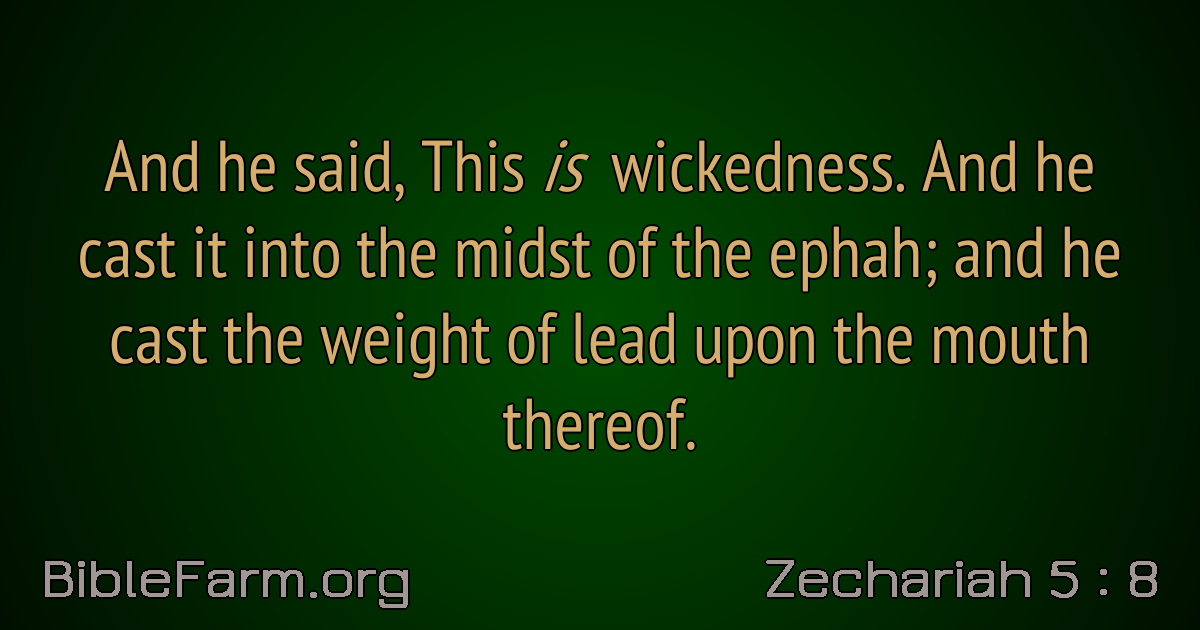 And he said, This is wickedness. And he
cast it into the midst of the ephah; and he
cast the weight of lead upon the mouth
thereof.
BibleFarm.org
Zechariah 5 : 8